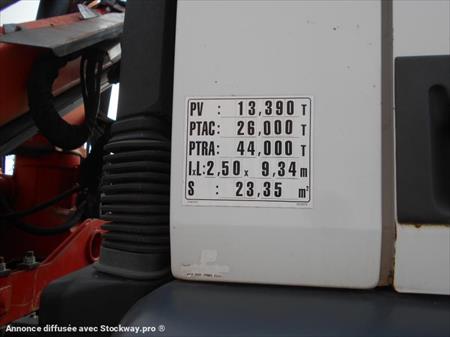 PV : 13,390 T
PTAC : 26,000 T
PTRA : 44,000 T
lxL: 2,50 x 9,34 m
S : 23,35 m²
Annonce diffusée avec Stockway.pro ®